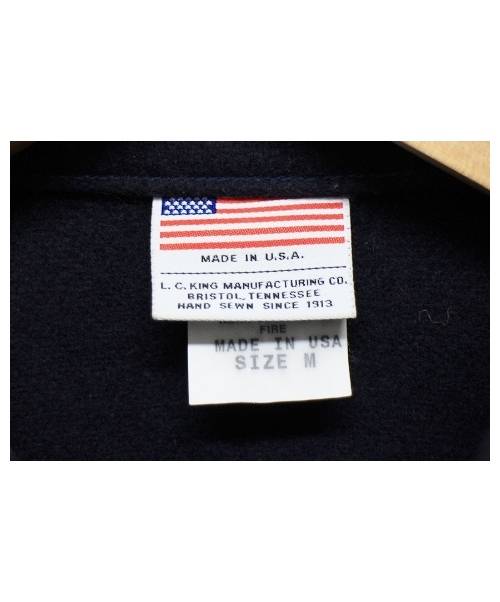 MADE IN U.S.A.
L. C. KING MANUFACTURING CO.
BRISTOL, TENNESSEE
HAND SEWN SINCE 1913
FIRE
MADE IN USA
SIZE M